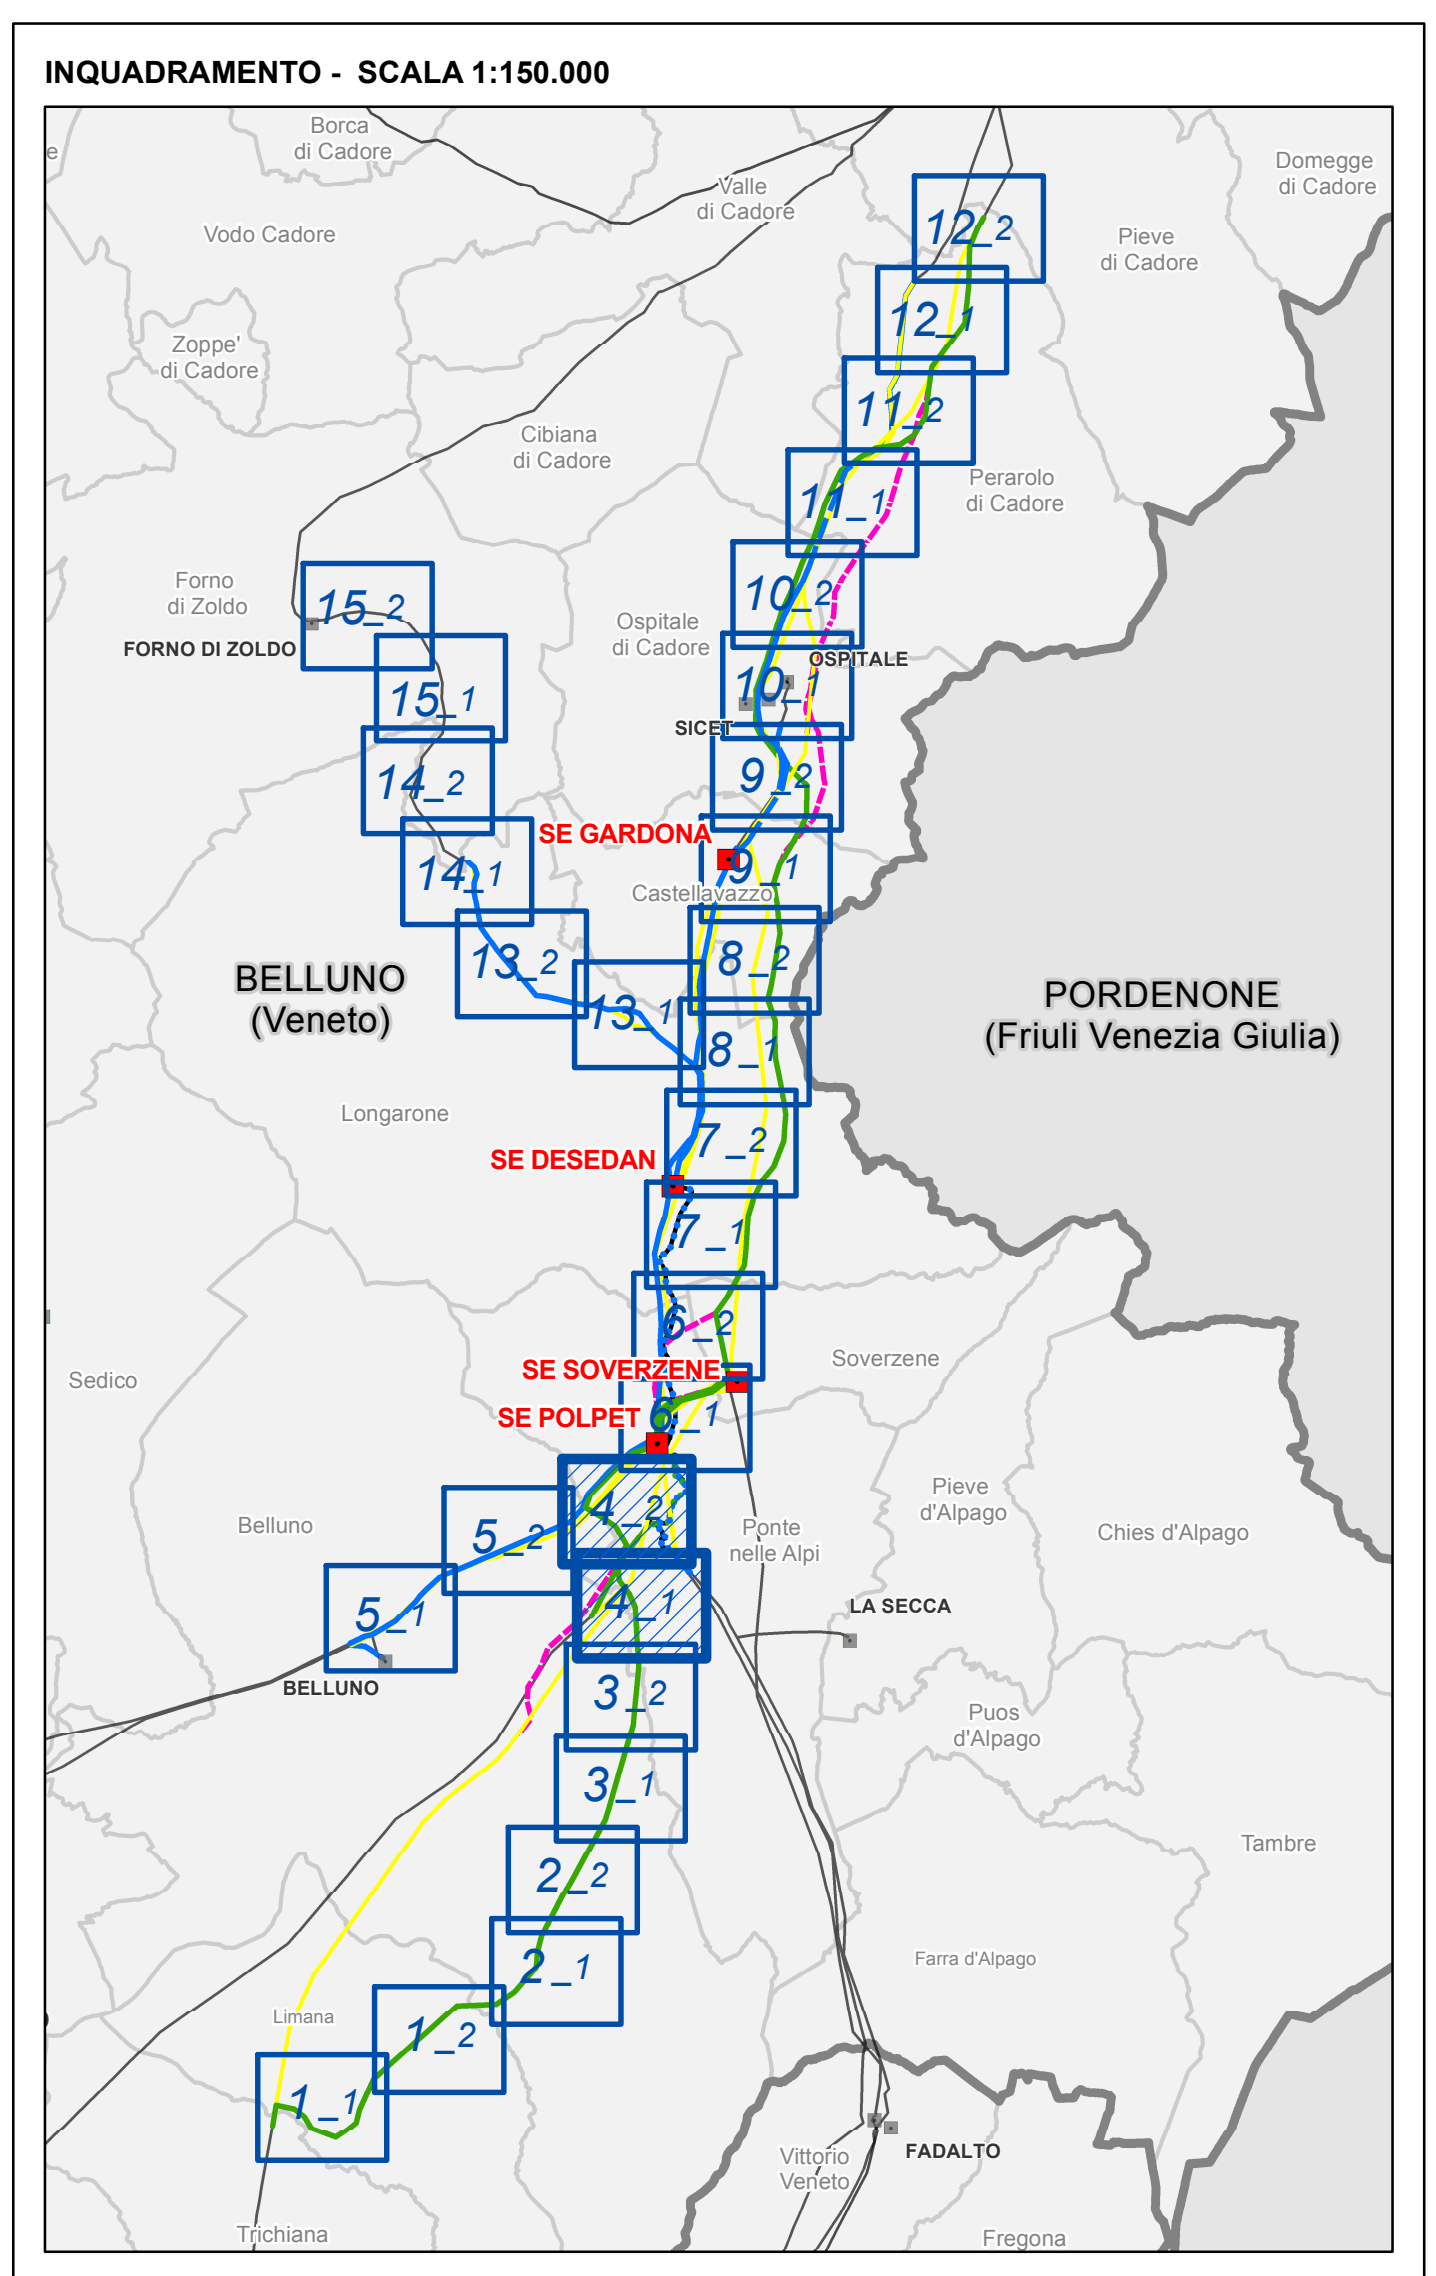 INQUADRAMENTO - SCALA 1:150.000
Borca
di Cadore
e
Domegge
di Cadore
Valle
di Cadore
Vodo Cadore
12_2
Pieve
di Cadore
12_1
Zoppe'
di Cadore
11_2
Cibiana
di Cadore
Perarolo
di Cadore
11_1
Forno
di Zoldo
15_2
10_2
Ospitale
di Cadore
FORNO DI ZOLDO
OSPITALE
15_1
10_1
SICET
14_2
9_2
SE GARDONA
14_1
9_1
Castellavazzo
13_2
8_2
BELLUNO
(Veneto)
PORDENONE
(Friuli Venezia Giulia)
13_1
8_1
Longarone
7_2
SE DESEDAN
7_1
6_2
Soverzene
SE SOVERZENE
Sedico
SE POLPET
6_1
Pieve
d'Alpago
4_2
Belluno
5_2
Ponte
nelle Alpi
Chies d'Alpago
4_1
LA SECCA
5_1
BELLUNO
3_2
Puos
d'Alpago
3_1
Tambre
2_2
Farra d'Alpago
2_1
Limana
1_2
1_1
Vittorio
Veneto
FADALTO
Trichiana
Fregona